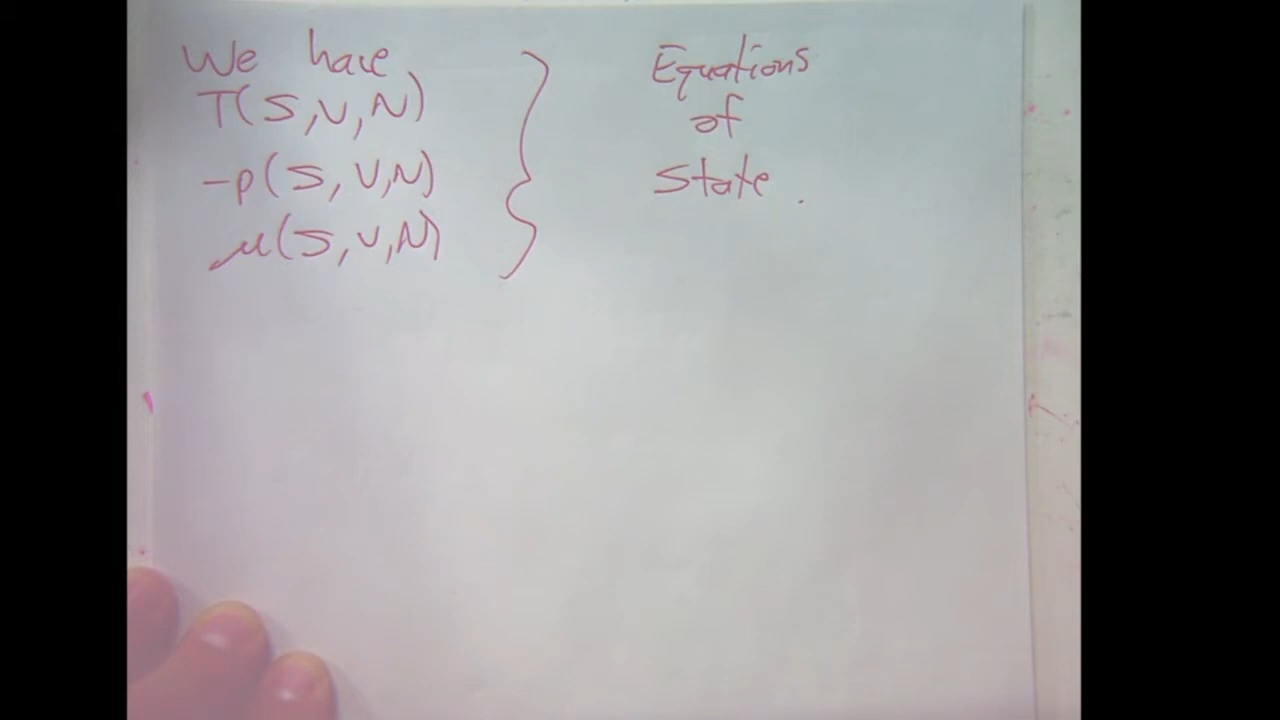 We have
T(S,V,N)
-p(S,V,N)
μ(S,V,N)
Equations
of
State.